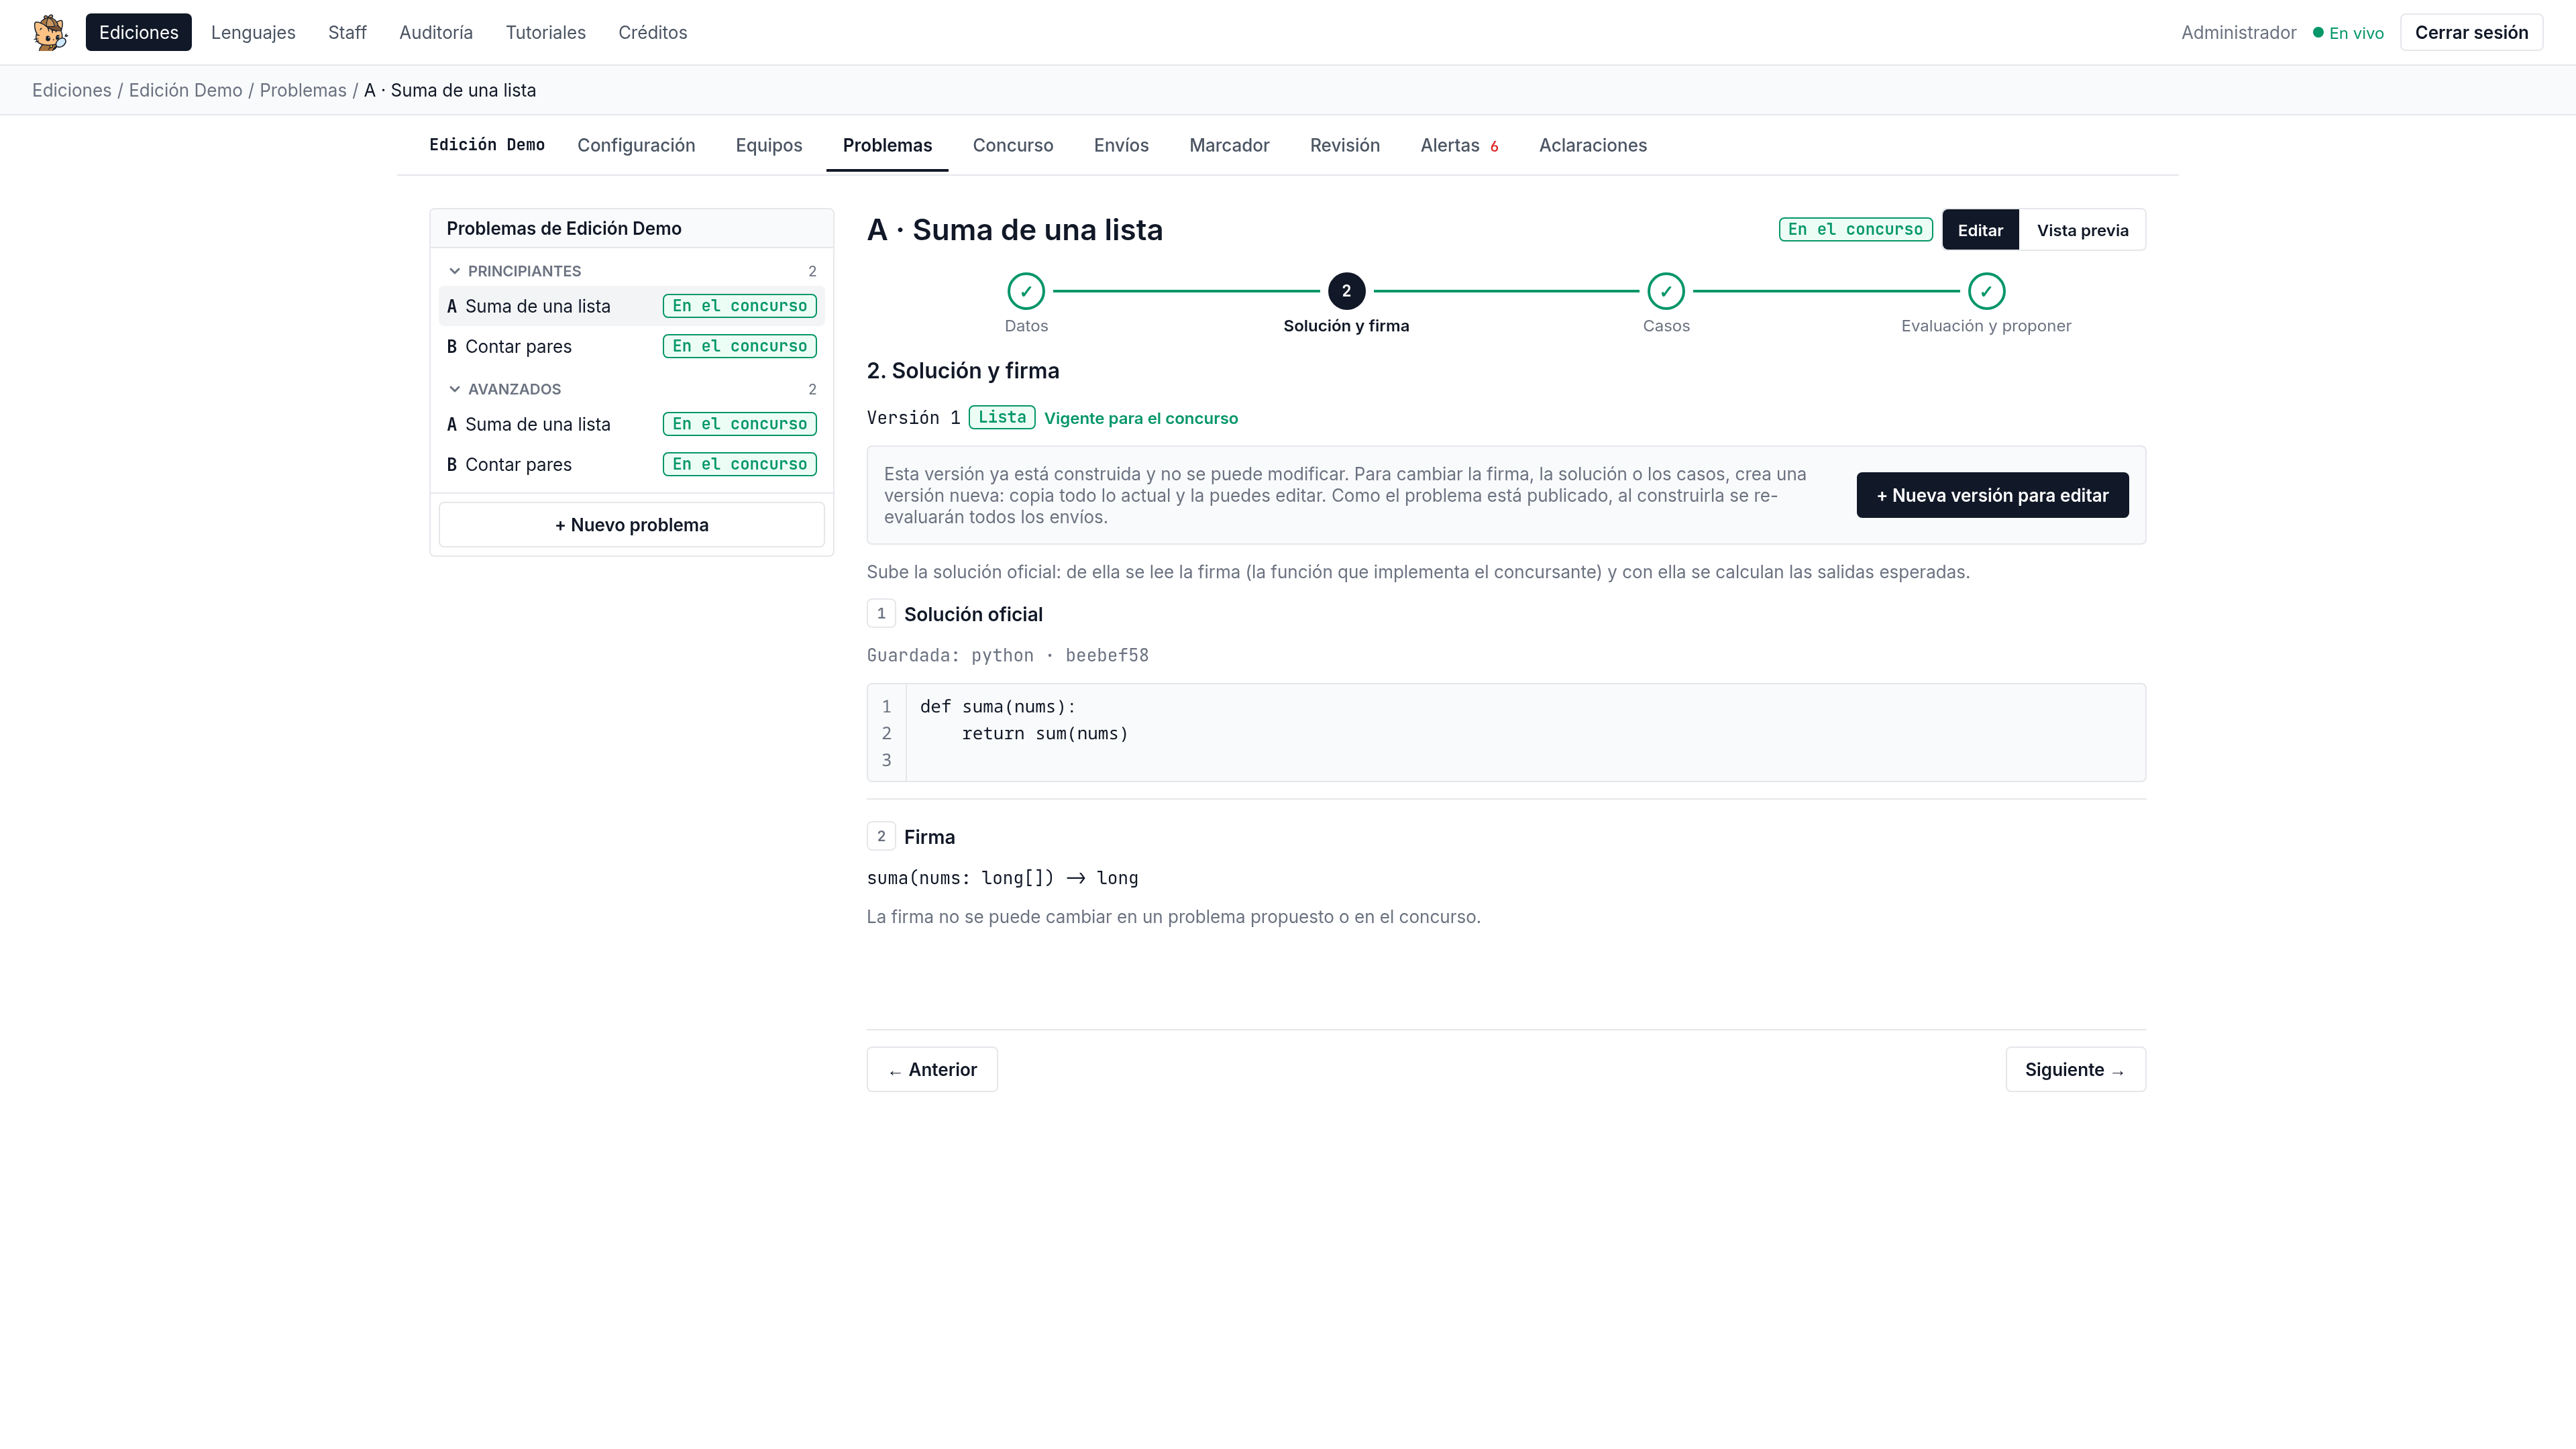 Ediciones Lenguajes Staff Auditoría Tutoriales Créditos Administrador En vivo Cerrar sesión
Ediciones / Edición Demo / Problemas / A · Suma de una lista
Edición Demo Configuración Equipos Problemas Concurso Envíos Marcador Revisión Alertas 6 Aclaraciones
Problemas de Edición Demo
PRINCIPIANTES 2
A Suma de una lista En el concurso
B Contar pares En el concurso
AVANZADOS 2
A Suma de una lista En el concurso
B Contar pares En el concurso
+ Nuevo problema
A · Suma de una lista En el concurso Editar Vista previa
✓ 2 ✓ ✓
Datos Solución y firma Casos Evaluación y proponer
2. Solución y firma
Versión 1 Lista Vigente para el concurso
Esta versión ya está construida y no se puede modificar. Para cambiar la firma, la solución o los casos, crea una
versión nueva: copia todo lo actual y la puedes editar. Como el problema está publicado, al construirla se re-
evaluarán todos los envíos.
+ Nueva versión para editar
Sube la solución oficial: de ella se lee la firma (la función que implementa el concursante) y con ella se calculan las salidas esperadas.
1 Solución oficial
Guardada: python · beebef58
1 def suma(nums):
2     return sum(nums)
3
2 Firma
suma(nums: long[]) → long
La firma no se puede cambiar en un problema propuesto o en el concurso.
← Anterior Siguiente →